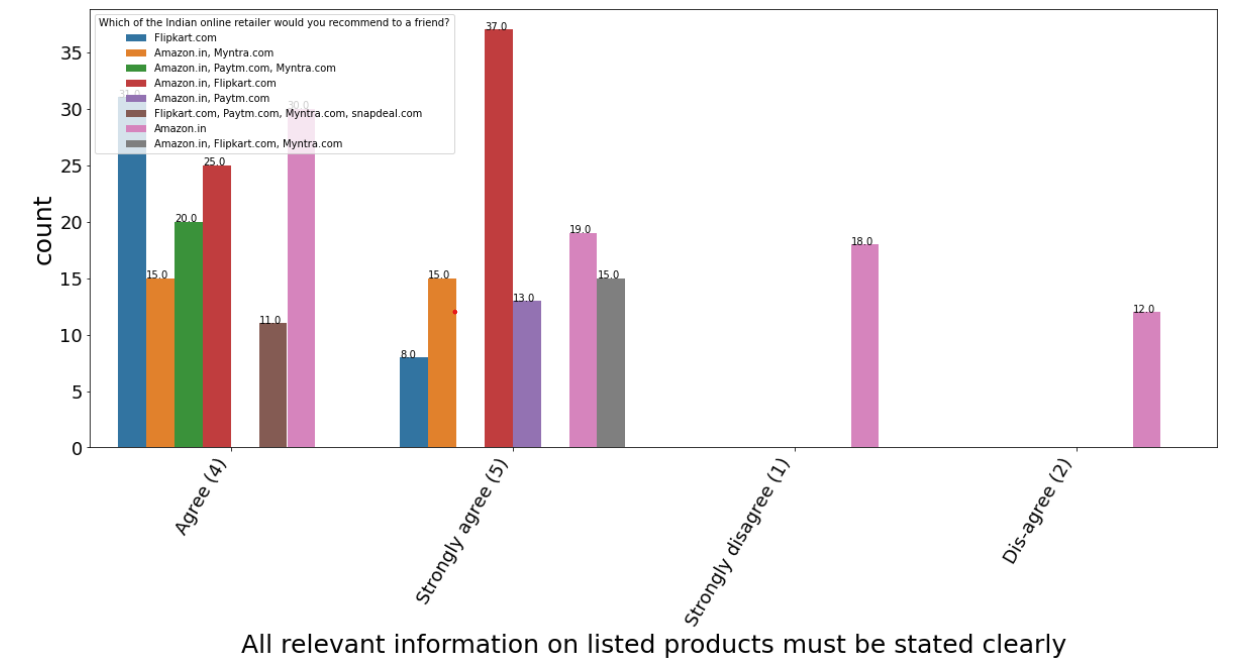 Which of the Indian online retailer would you recommend to a friend?
Flipkart.com
Amazon.in, Myntra.com
Amazon.in, Paytm.com, Myntra.com
Amazon.in, Flipkart.com
Amazon.in, Paytm.com
Flipkart.com, Paytm.com, Myntra.com, snapdeal.com
Amazon.in
Amazon.in, Flipkart.com, Myntra.com
count
35
30
25
20
15
10
5
0
31.0
15.0
20.0
25.0
11.0
30.0
8.0
15.0
37.0
13.0
19.0
15.0
18.0
12.0
Agree (4)
Strongly agree (5)
Strongly disagree (1)
Dis-agree (2)
All relevant information on listed products must be stated clearly